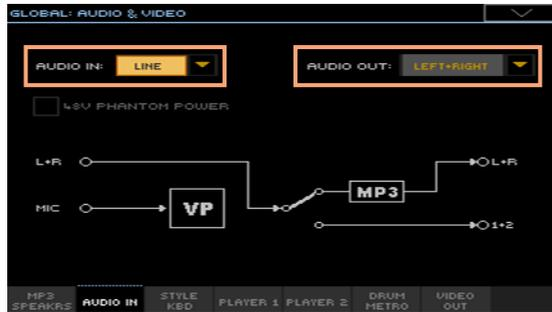 GLOBAL: AUDIO & VIDEO
AUDIO IN: LINE
AUDIO OUT: LEFT+RIGHT
48V PHANTOM POWER
L+R
MP3
L+R
MIC
VP
1+2
MP3 SPEAKRS
AUDIO IN
STYLE KBD
PLAYER 1
PLAYER 2
DRUM METRO
VIDEO OUT